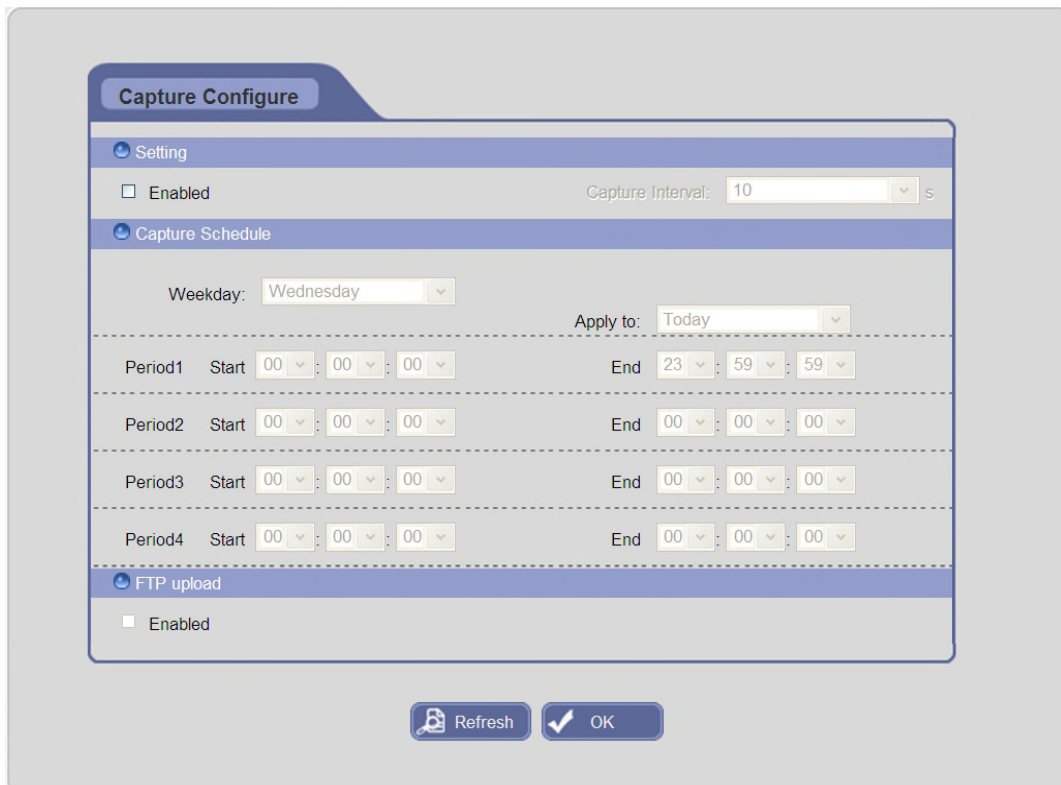 Capture Configure
Setting
Enabled Capture Interval: 10 s
Capture Schedule
Weekday: Wednesday
Apply to: Today
Period1 Start 00 : 00 : 00 End 23 : 59 : 59
Period2 Start 00 : 00 : 00 End 00 : 00 : 00
Period3 Start 00 : 00 : 00 End 00 : 00 : 00
Period4 Start 00 : 00 : 00 End 00 : 00 : 00
FTP upload
Enabled
Refresh OK